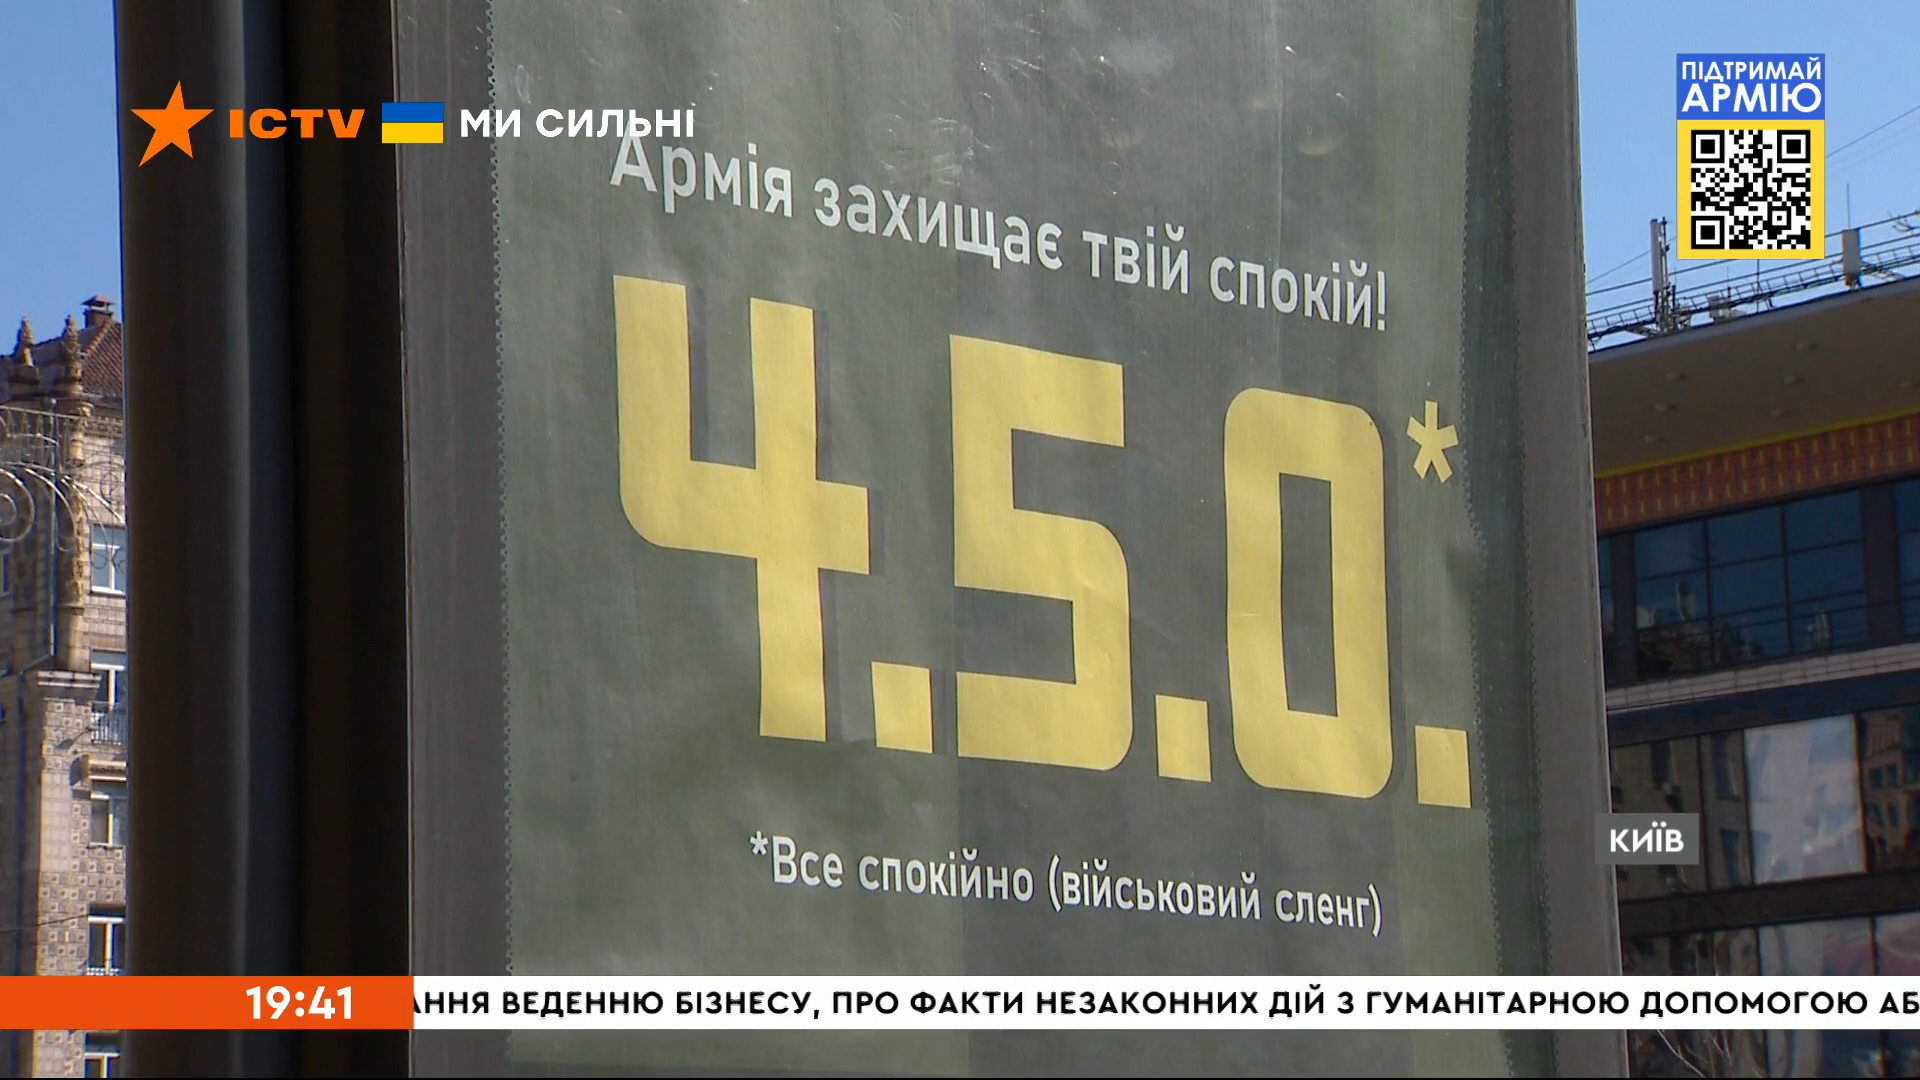 ICTV МИ СИЛЬНІ
ПІДТРИМАЙ
АРМІЮ
Армія захищає твій спокій!
4.5.0.*
*Все спокійно (військовий сленг)
КИЇВ
19:41 АННЯ ВЕДЕННЮ БІЗНЕСУ, ПРО ФАКТИ НЕЗАКОННИХ ДІЙ З ГУМАНІТАРНОЮ ДОПОМОГОЮ АБ